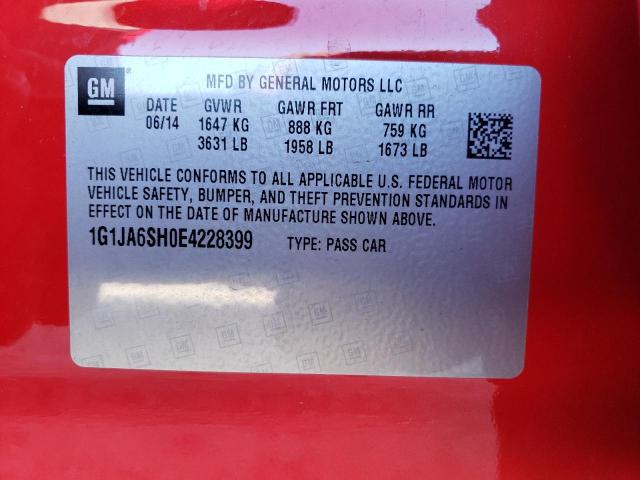 GM
MFD BY GENERAL MOTORS LLC
DATE GVWR GAWR FRT GAWR RR
06/14 1647 KG 888 KG 759 KG
3631 LB 1958 LB 1673 LB
THIS VEHICLE CONFORMS TO ALL APPLICABLE U.S. FEDERAL MOTOR
VEHICLE SAFETY, BUMPER, AND THEFT PREVENTION STANDARDS IN
EFFECT ON THE DATE OF MANUFACTURE SHOWN ABOVE.
1G1JA6SH0E4228399 TYPE: PASS CAR